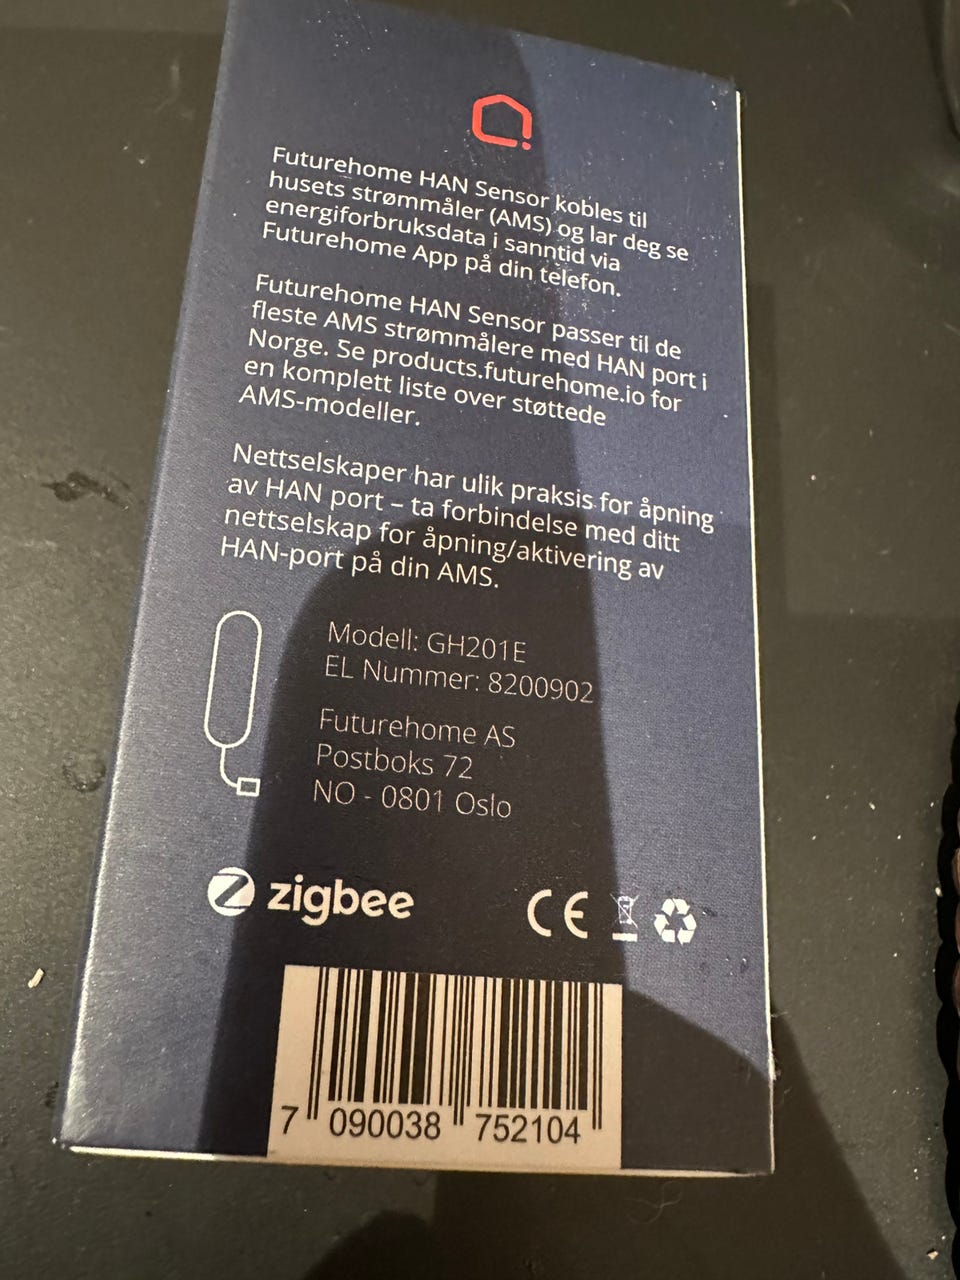 Futurehome HAN Sensor kobles til
husets strømmåler (AMS) og lar deg se
energiforbruksdata i sanntid via
Futurehome App på din telefon.
Futurehome HAN Sensor passer til de
fleste AMS strømmålere med HAN port i
Norge. Se products.futurehome.io for
en komplett liste over støttede
AMS-modeller.
Nettselskaper har ulik praksis for åpning
av HAN port – ta forbindelse med ditt
nettselskap for åpning/aktivering av
HAN-port på din AMS.
Modell: GH201E
EL Nummer: 8200902
Futurehome AS
Postboks 72
NO - 0801 Oslo
zigbee
CE
7 090038 752104